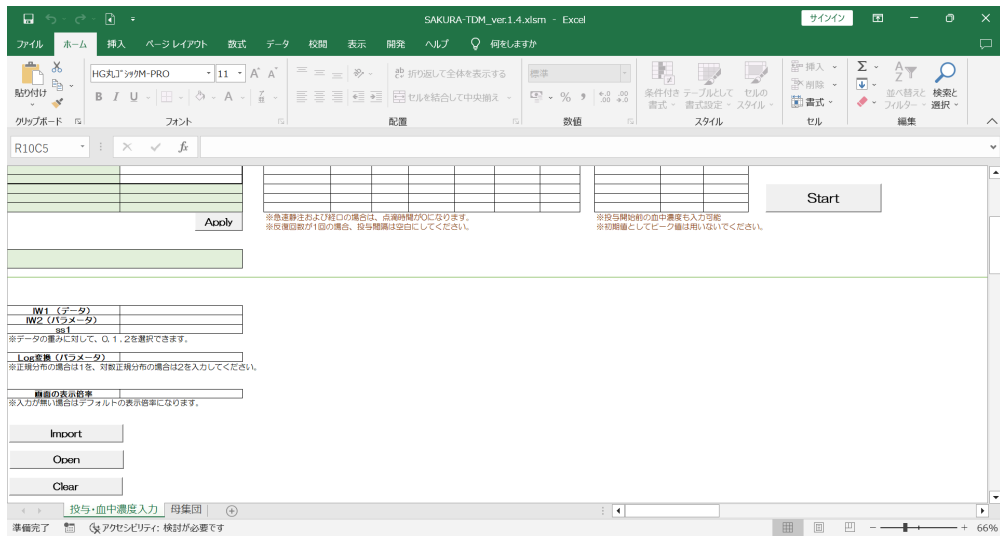 SAKURA-TDM_ver.1.4.xlsm - Excel
サインイン
ファイル ホーム 挿入 ページ レイアウト 数式 データ 校閲 表示 開発 ヘルプ 何をしますか
貼り付け
HG丸ゴシックM-PRO 11
B I U
折り返して全体を表示する
セルを結合して中央揃え
標準
条件付き書式
テーブルとして書式設定
セルのスタイル
挿入
削除
書式
並べ替えとフィルター
検索と選択
クリップボード フォント 配置 数値 スタイル セル 編集
R10C5 fx
Start
Apply
※急速静注および経口の場合は、点滴時間が0になります。
※反復回数が1回の場合、投与間隔は空白にしてください。
※投与開始前の血中濃度も入力可能
※初期値としてピーク値は用いないでください。
IW1 (データ)
IW2 (パラメータ)
ss1
※データの重みに対して、0, 1, 2を選択できます。
Log変換 (パラメータ)
※正規分布の場合は1を、対数正規分布の場合は2を入力してください。
画面の表示倍率
※入力が無い場合はデフォルトの表示倍率になります。
Import
Open
Clear
投与・血中濃度入力 母集団
準備完了 アクセシビリティ: 検討が必要です 66%